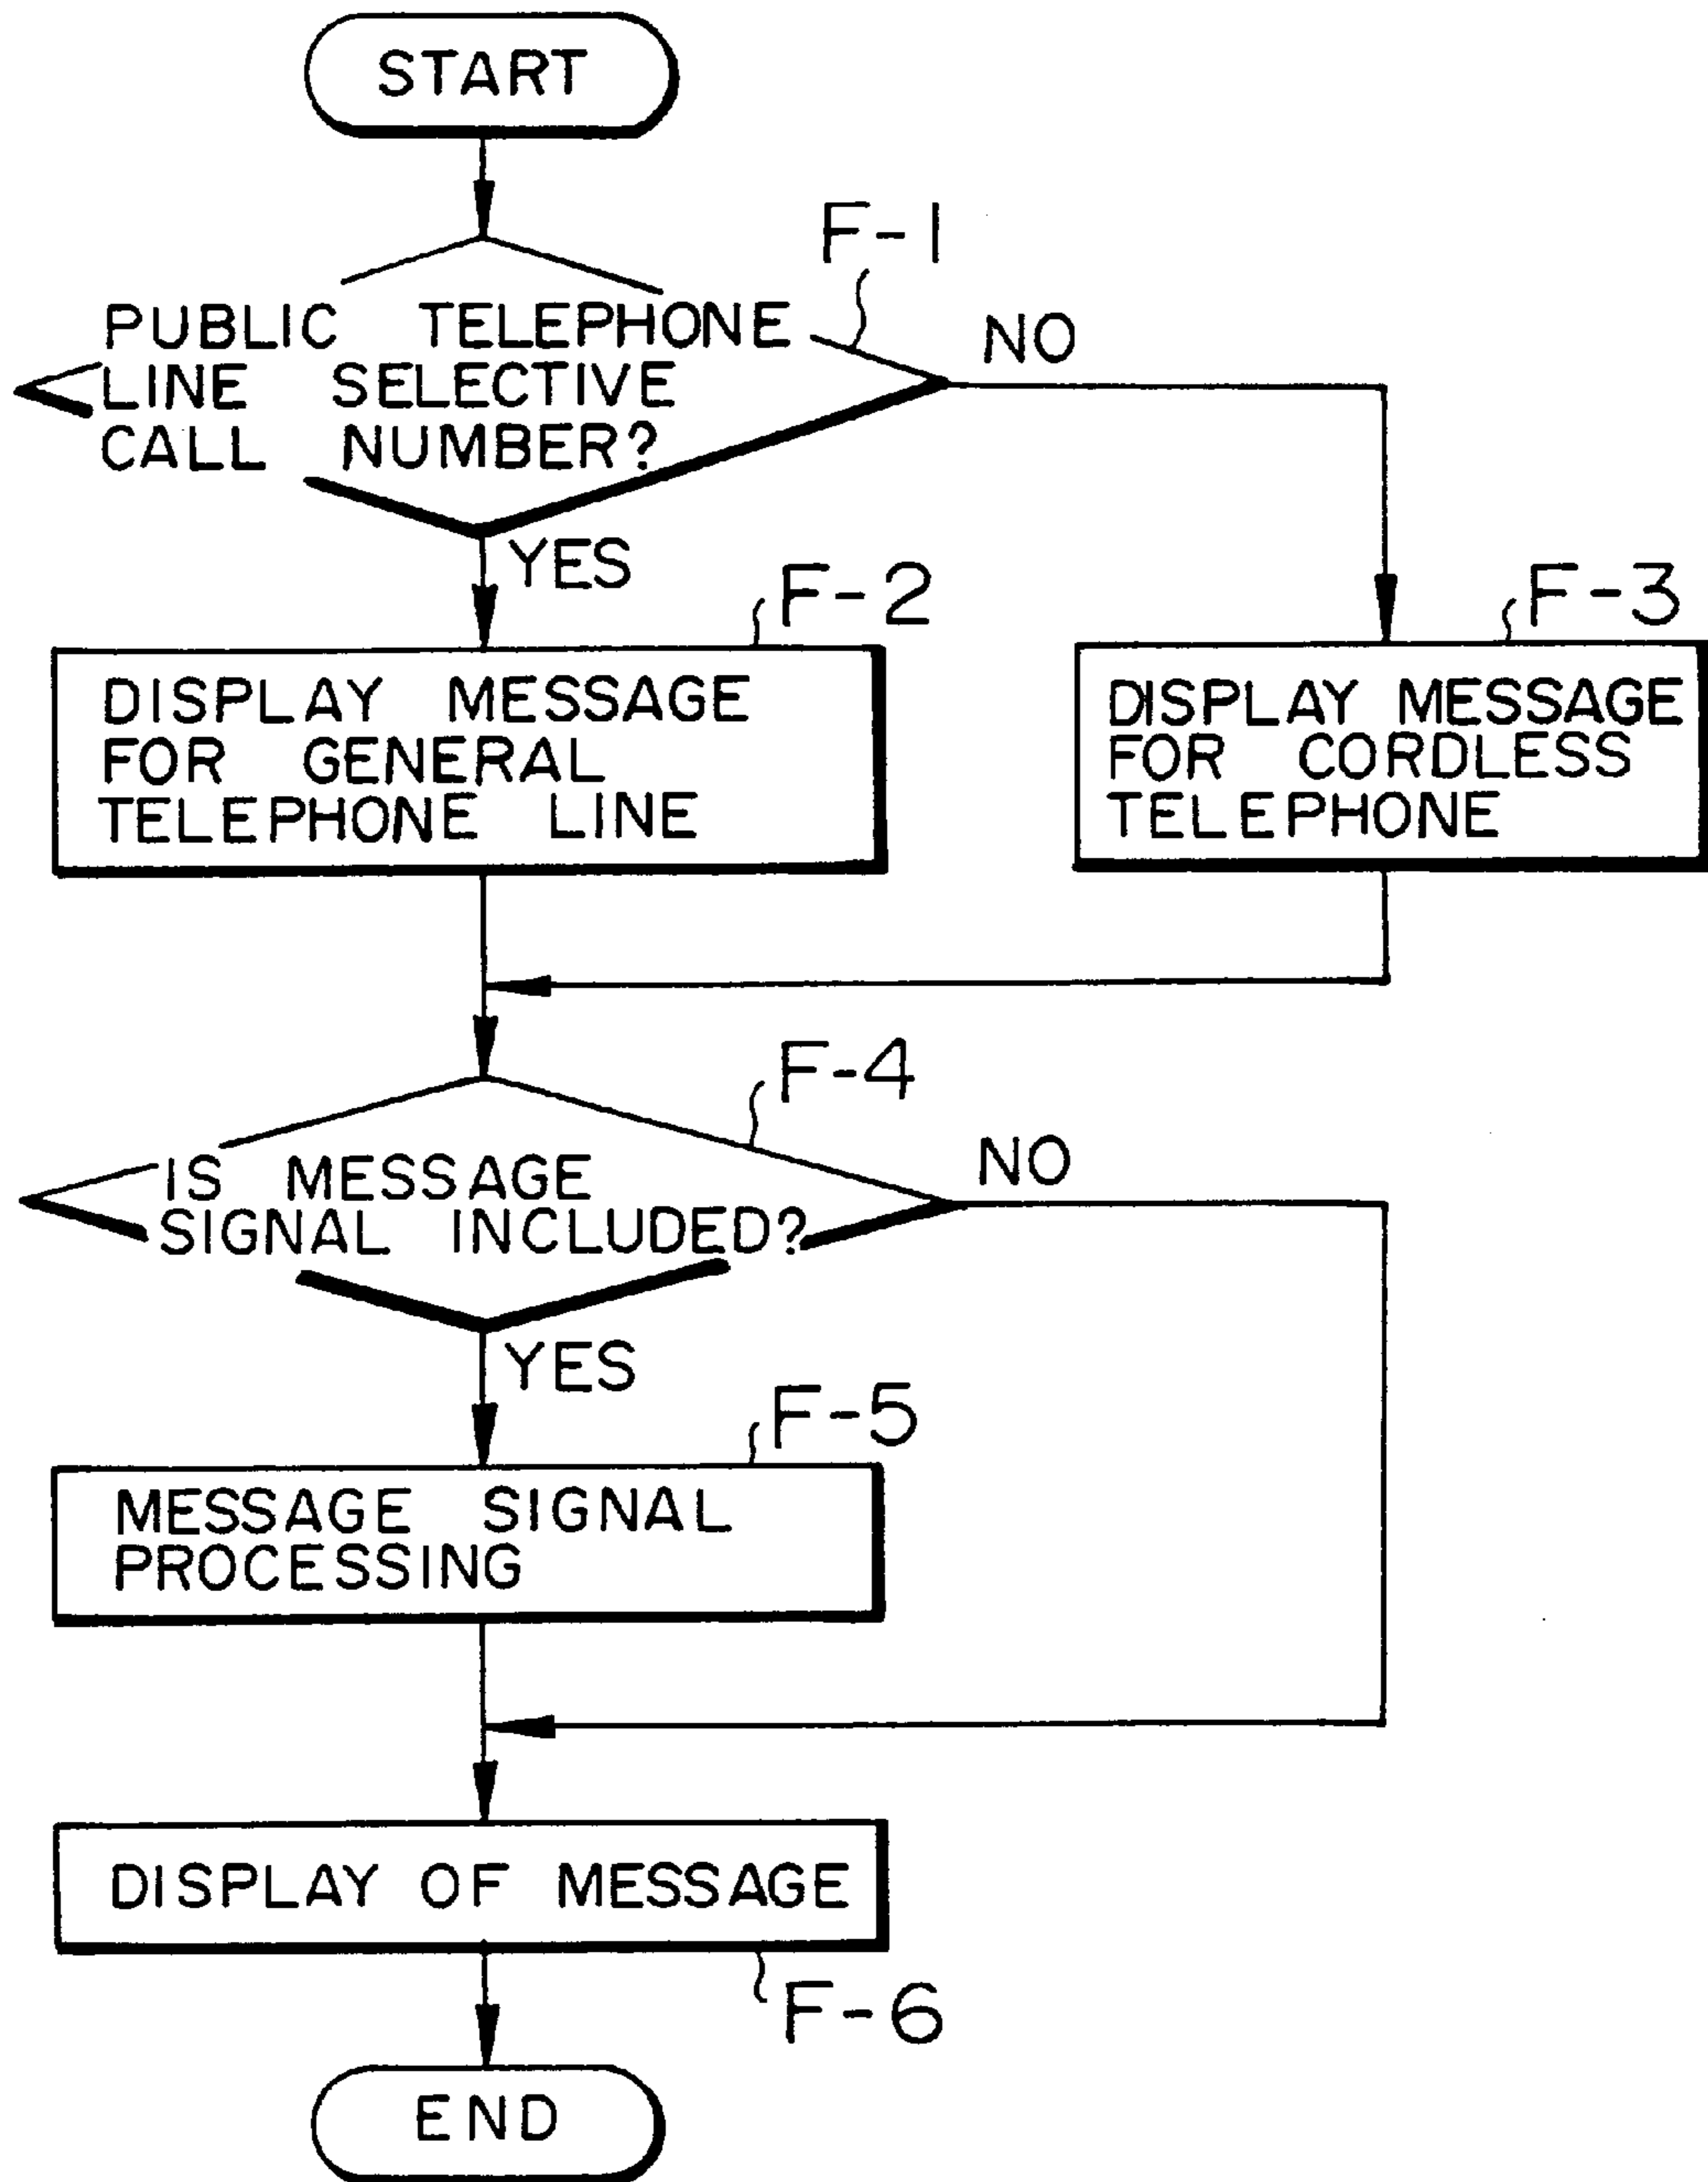 START
F-1
PUBLIC TELEPHONE
LINE SELECTIVE
CALL NUMBER?
NO
YES
F-2
DISPLAY MESSAGE
FOR GENERAL
TELEPHONE LINE
F-3
DISPLAY MESSAGE
FOR CORDLESS
TELEPHONE
F-4
IS MESSAGE
SIGNAL INCLUDED?
NO
YES
F-5
MESSAGE SIGNAL
PROCESSING
DISPLAY OF MESSAGE
F-6
END